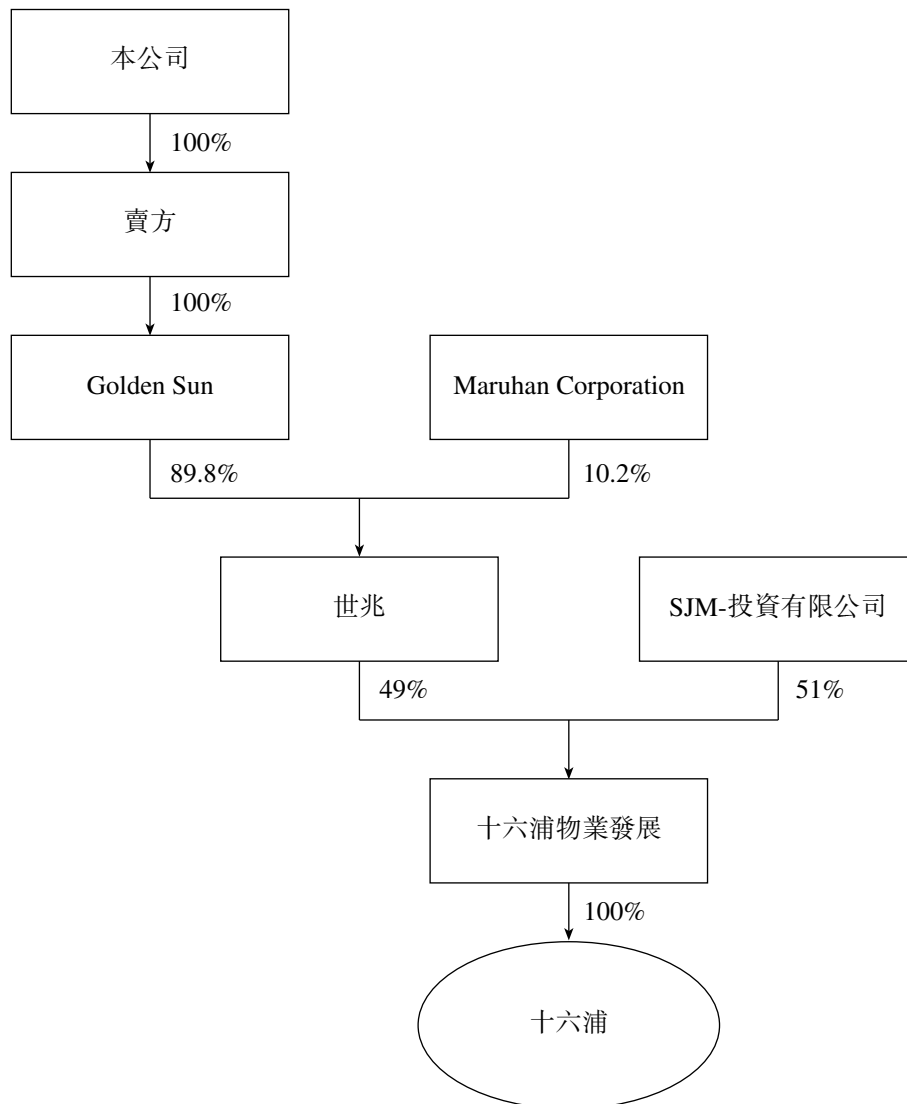 本公司
100%
賣方
100%
Golden Sun
Maruhan Corporation
89.8%
10.2%
世兆
SJM-投資有限公司
49%
51%
十六浦物業發展
100%
十六浦